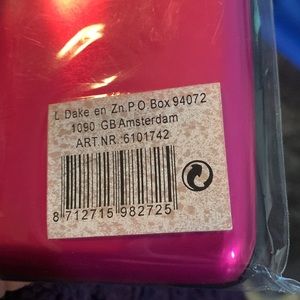 L. Dake en Zn.P.O.Box 94072
1090 GB Amsterdam
ART.NR.:6101742
8 712715 982725